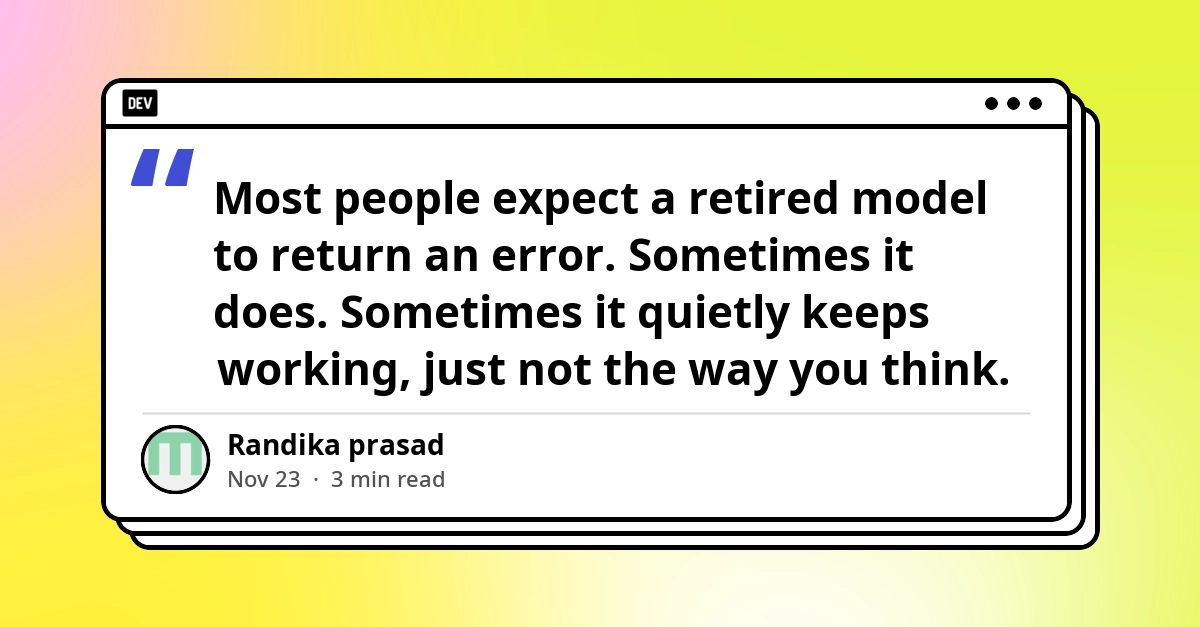 DEV
“
Most people expect a retired model
to return an error. Sometimes it
does. Sometimes it quietly keeps
working, just not the way you think.
Randika prasad
Nov 23 · 3 min read